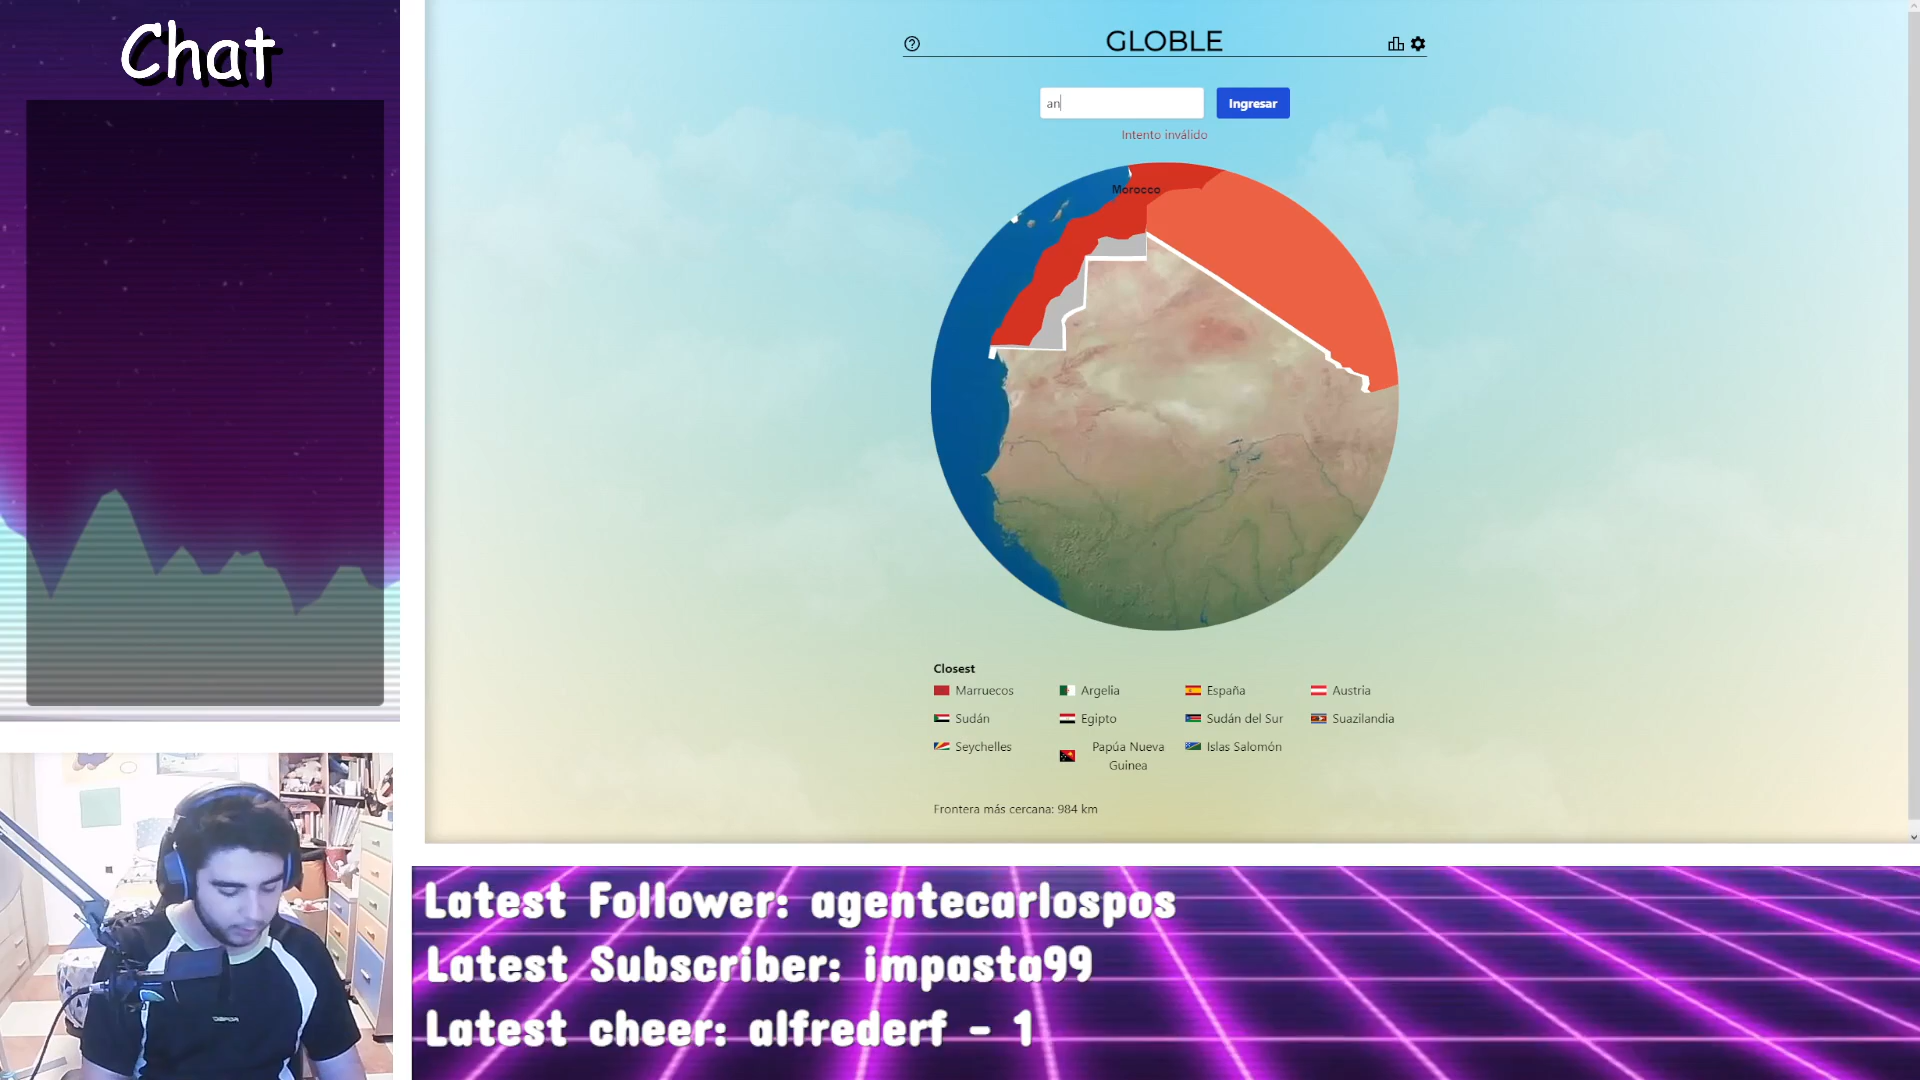 Chat
GLOBLE
an
Ingresar
Intento inválido
Morocco
Closest
Marruecos
Argelia
España
Austria
Sudán
Egipto
Sudán del Sur
Suazilandia
Seychelles
Papúa Nueva
Guinea
Islas Salomón
Frontera más cercana: 984 km
Latest Follower: agentecarlospos
Latest Subscriber: impasta99
Latest cheer: alfrederf - 1